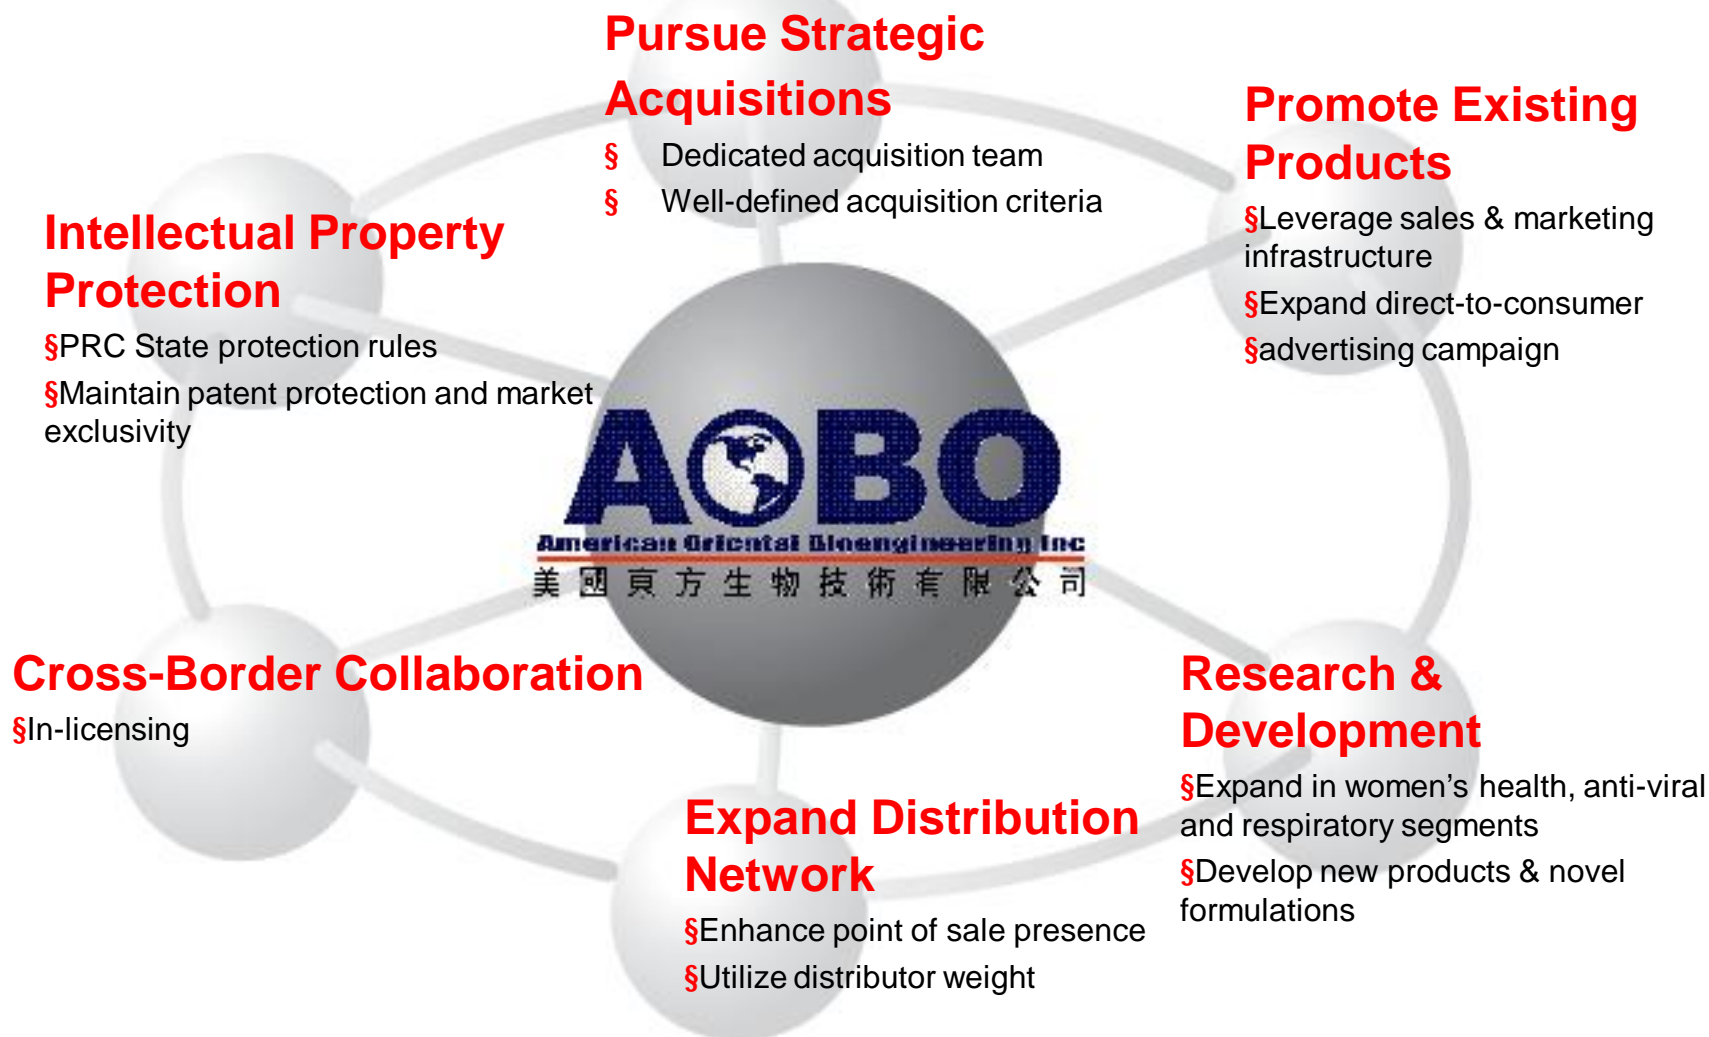 Pursue Strategic
Acquisitions
§ Dedicated acquisition team
§ Well-defined acquisition criteria
Promote Existing
Products
§Leverage sales & marketing
infrastructure
§Expand direct-to-consumer
§advertising campaign
Intellectual Property
Protection
§PRC State protection rules
§Maintain patent protection and market
exclusivity
AOBO
American Oriental Bioengineering Inc
美國東方生物技術有限公司
Cross-Border Collaboration
§In-licensing
Research &
Development
§Expand in women’s health, anti-viral
and respiratory segments
§Develop new products & novel
formulations
Expand Distribution
Network
§Enhance point of sale presence
§Utilize distributor weight